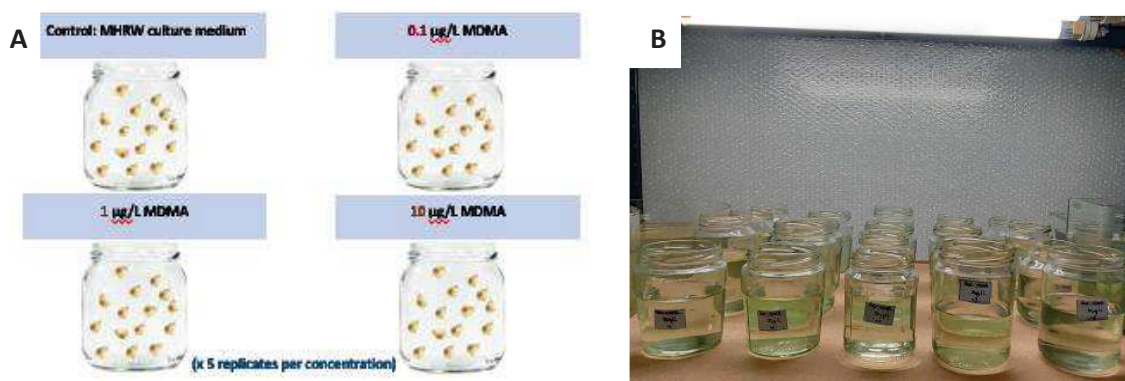 A
Control: MHRW culture medium
0.1 µg/L MDMA
1 µg/L MDMA
10 µg/L MDMA
(x 5 replicates per concentration)
B